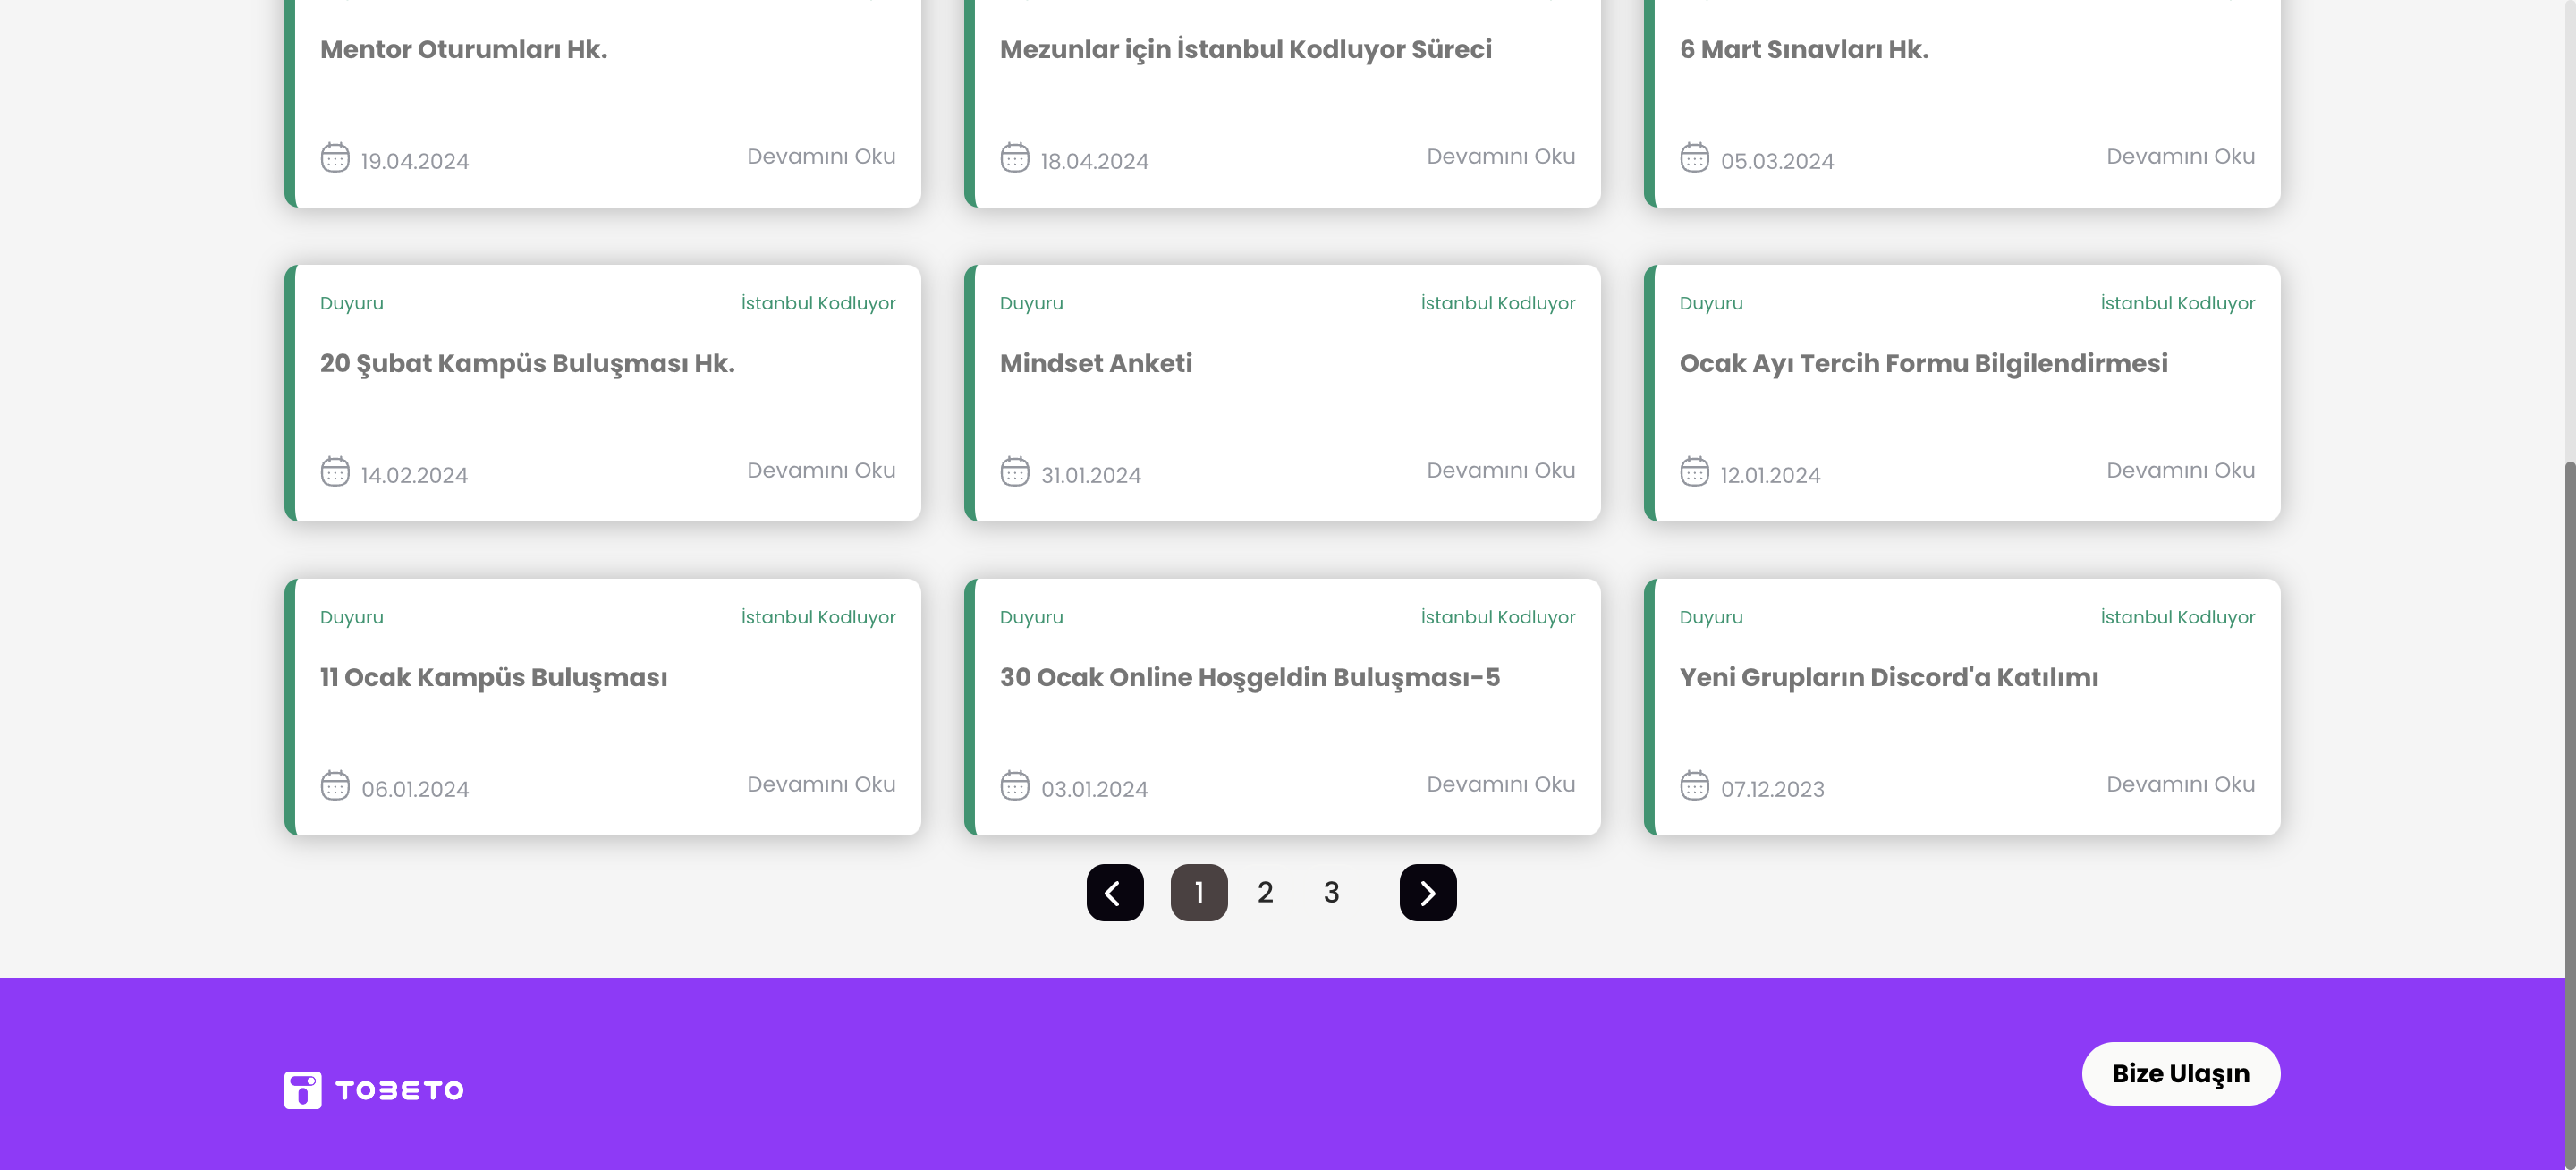 Mentor Oturumları Hk.
Mezunlar için İstanbul Kodluyor Süreci
6 Mart Sınavları Hk.
19.04.2024
Devamını Oku
18.04.2024
Devamını Oku
05.03.2024
Devamını Oku
Duyuru
İstanbul Kodluyor
Duyuru
İstanbul Kodluyor
Duyuru
İstanbul Kodluyor
20 Şubat Kampüs Buluşması Hk.
Mindset Anketi
Ocak Ayı Tercih Formu Bilgilendirmesi
14.02.2024
Devamını Oku
31.01.2024
Devamını Oku
12.01.2024
Devamını Oku
Duyuru
İstanbul Kodluyor
Duyuru
İstanbul Kodluyor
Duyuru
İstanbul Kodluyor
11 Ocak Kampüs Buluşması
30 Ocak Online Hoşgeldin Buluşması-5
Yeni Grupların Discord'a Katılımı
06.01.2024
Devamını Oku
03.01.2024
Devamını Oku
07.12.2023
Devamını Oku
1 2 3
TOBETO
Bize Ulaşın